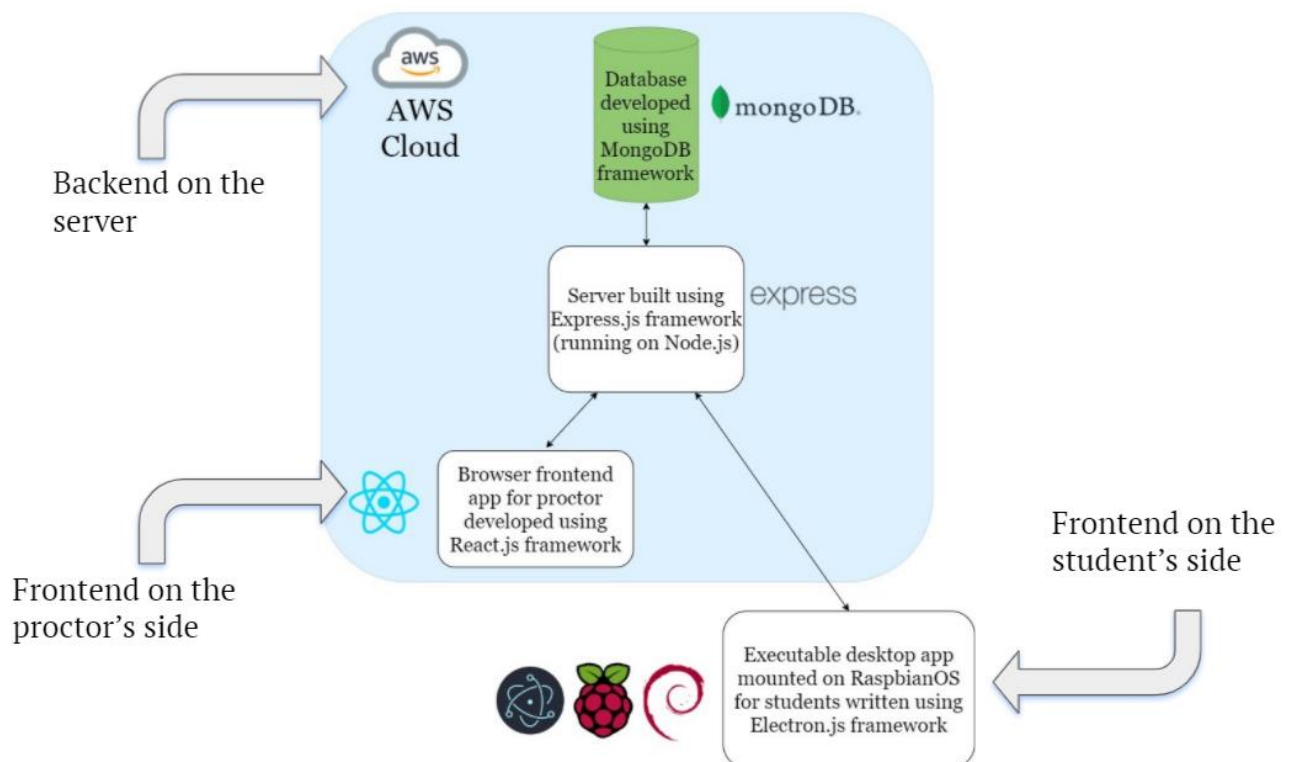 aws
AWS
Cloud
Database
developed
using
MongoDB
framework
mongoDB.
Backend on the
server
Server built using
Express.js framework
(running on Node.js)
express
Browser frontend
app for proctor
developed using
React.js framework
Frontend on the
proctor's side
Frontend on the
student's side
Executable desktop app
mounted on RaspbianOS
for students written using
Electron.js framework